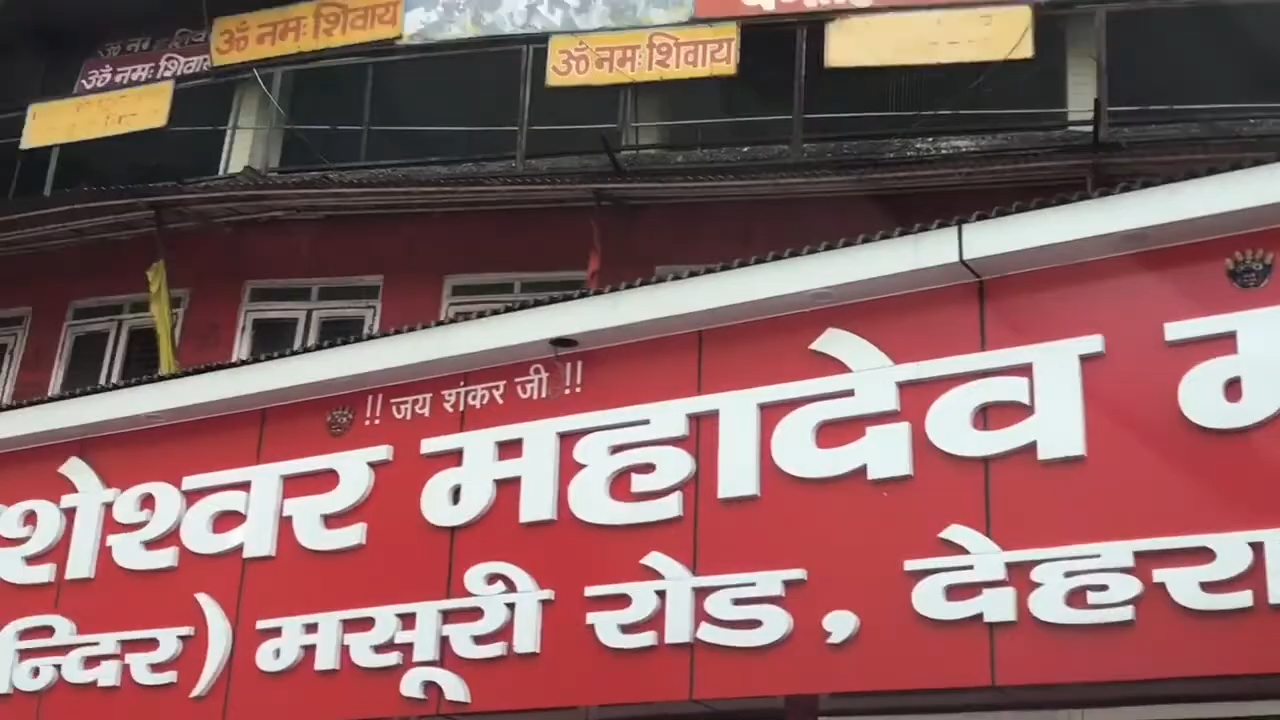 ॐ नमः शिवाय
ॐ नमः शिवाय
ॐ नमः शिवाय
!! जय शंकर जी !!
शेश्वर महादेव म
न्दिर) मसूरी रोड, देहरा